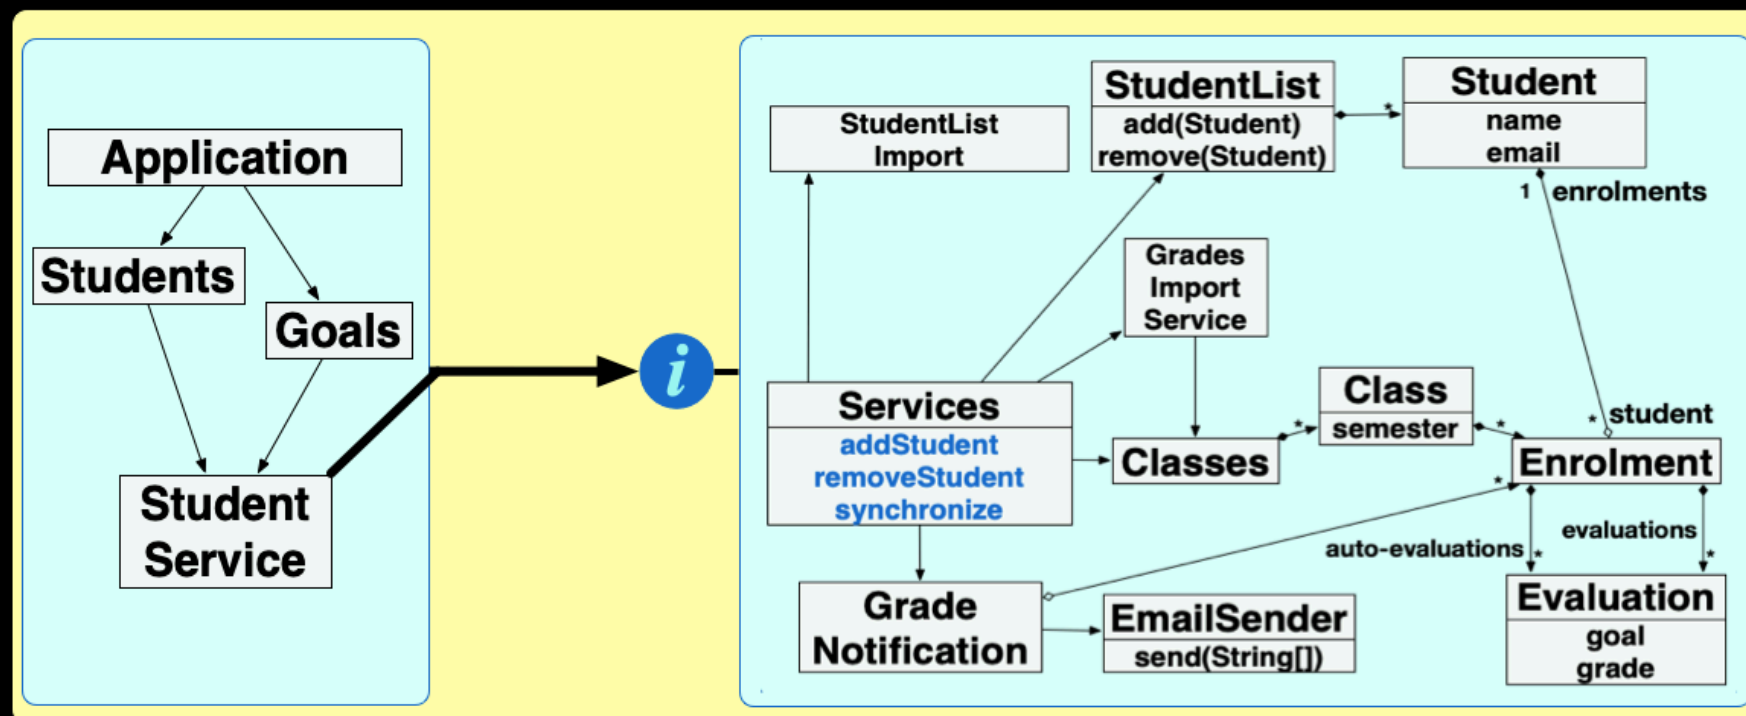 Application
Students
Goals
Student
Service
i
StudentList
Import
StudentList
add(Student)
remove(Student)
*
Student
name
email
1 enrolments
Grades
Import
Service
Services
addStudent
removeStudent
synchronize
Classes
*
Class
semester
*
* student
Enrolment
*
auto-evaluations *
evaluations
*
Grade
Notification
EmailSender
send(String[])
Evaluation
goal
grade